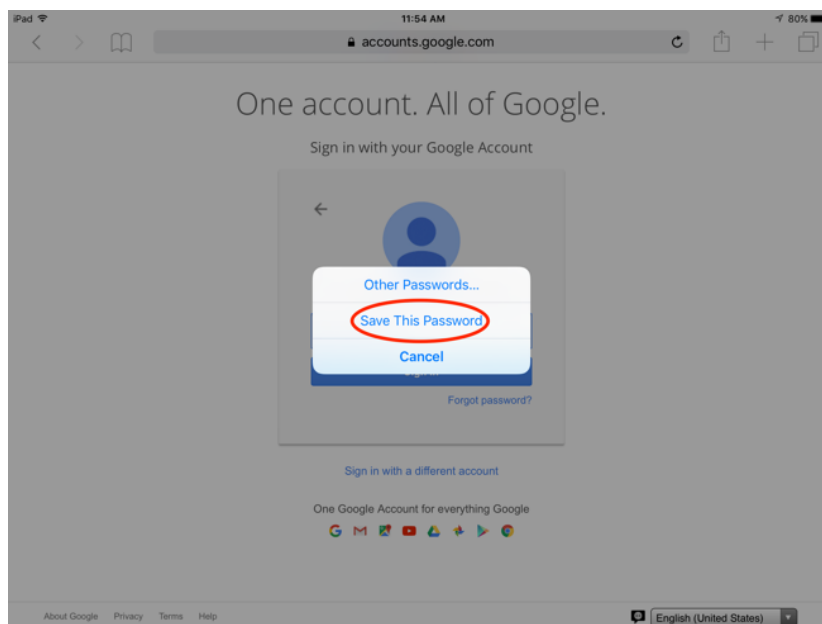 iPad 11:54 AM 80%
accounts.google.com
One account. All of Google.
Sign in with your Google Account
Other Passwords...
Save This Password
Cancel
Forgot password?
Sign in with a different account
One Google Account for everything Google
About Google Privacy Terms Help English (United States)